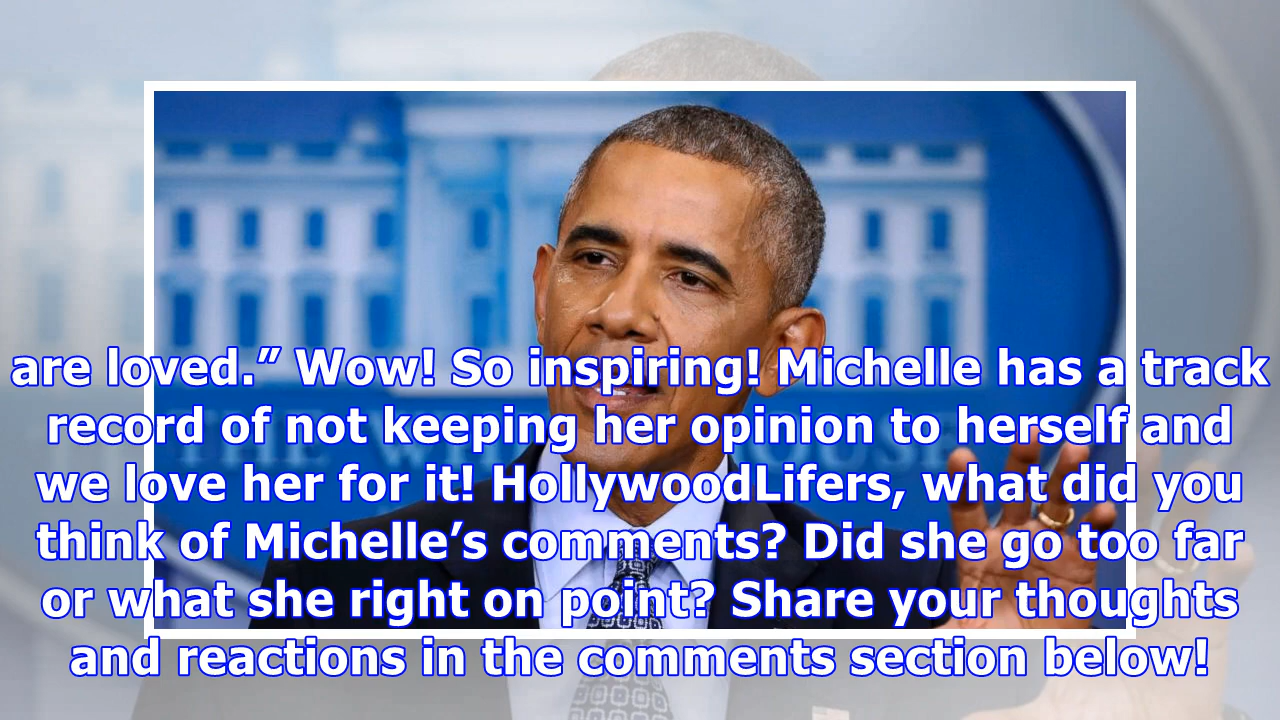 are loved.” Wow! So inspiring! Michelle has a track
record of not keeping her opinion to herself and
we love her for it! HollywoodLifers, what did you
think of Michelle’s comments? Did she go too far
or what she right on point? Share your thoughts
and reactions in the comments section below!